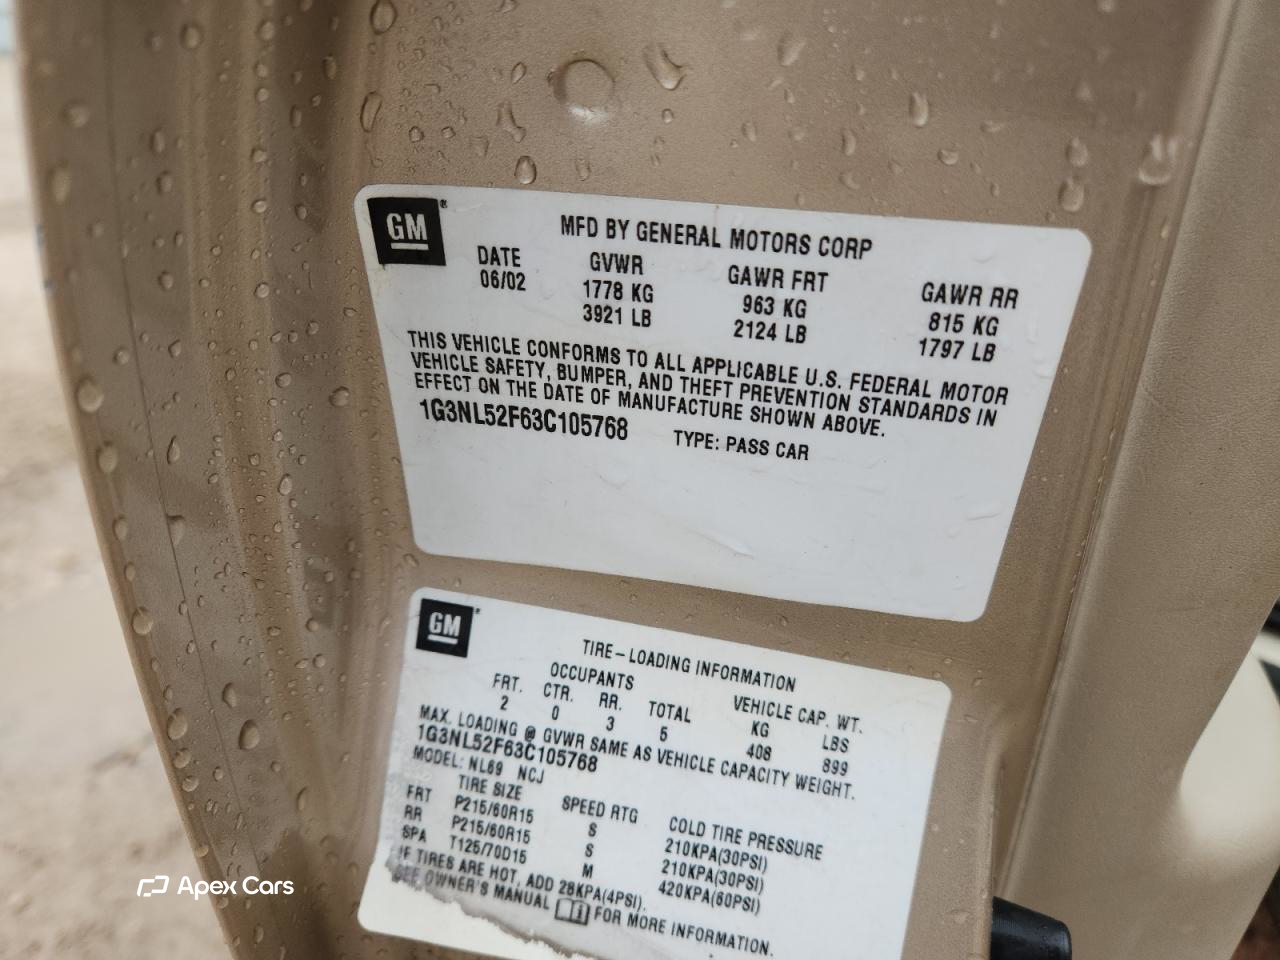 GM
MFD BY GENERAL MOTORS CORP
DATE GVWR GAWR FRT GAWR RR
06/02 1778 KG 963 KG 815 KG
3921 LB 2124 LB 1797 LB
THIS VEHICLE CONFORMS TO ALL APPLICABLE U.S. FEDERAL MOTOR
VEHICLE SAFETY, BUMPER, AND THEFT PREVENTION STANDARDS IN
EFFECT ON THE DATE OF MANUFACTURE SHOWN ABOVE.
1G3NL52F63C105768 TYPE: PASS CAR
GM
TIRE-LOADING INFORMATION
OCCUPANTS VEHICLE CAP. WT.
FRT. CTR. RR. TOTAL KG LBS
2 0 3 5 408 899
MAX. LOADING @ GVWR SAME AS VEHICLE CAPACITY WEIGHT.
1G3NL52F63C105768
MODEL: NL69 NCJ
TIRE SIZE SPEED RTG COLD TIRE PRESSURE
FRT P215/60R15 S 210KPA(30PSI)
RR P215/60R15 S 210KPA(30PSI)
SPA T125/70D15 M 420KPA(60PSI)
IF TIRES ARE HOT, ADD 28KPA(4PSI).
SEE OWNER'S MANUAL FOR MORE INFORMATION.
Apex Cars